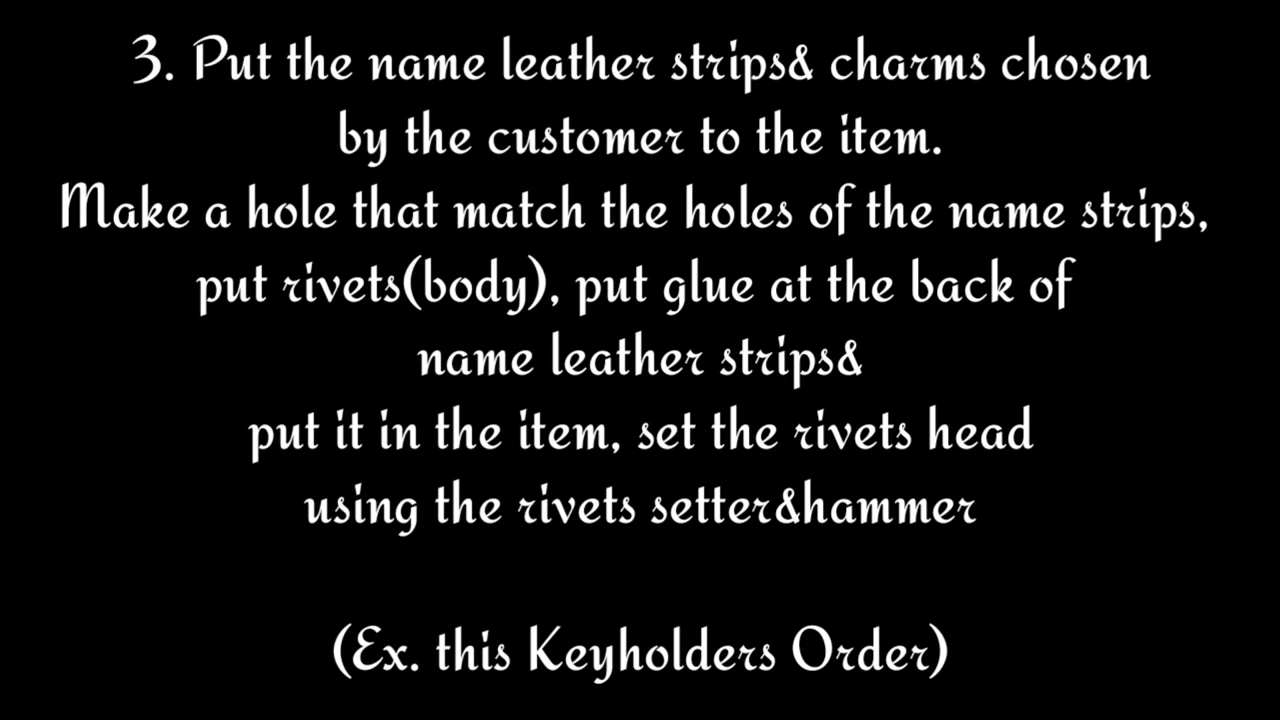 3. Put the name leather strips& charms chosen
by the customer to the item.
Make a hole that match the holes of the name strips,
put rivets(body), put glue at the back of
name leather strips&
put it in the item, set the rivets head
using the rivets setter&hammer
(Ex. this Keyholders Order)